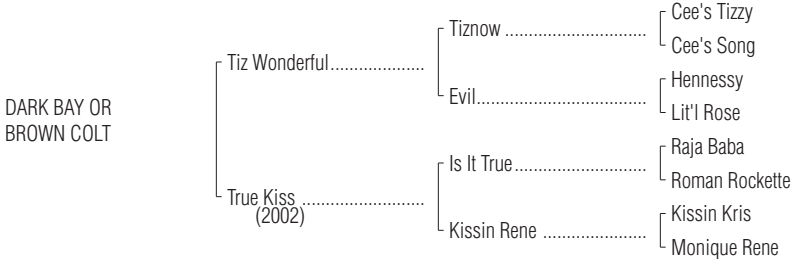 Cee's Tizzy
Tiznow ................................
Cee's Song
Tiz Wonderful.....................
Hennessy
Evil.......................................
Lit'l Rose
DARK BAY OR
BROWN COLT
Raja Baba
Is It True..............................
Roman Rockette
True Kiss ...........................
(2002)
Kissin Kris
Kissin Rene .......................
Monique Rene